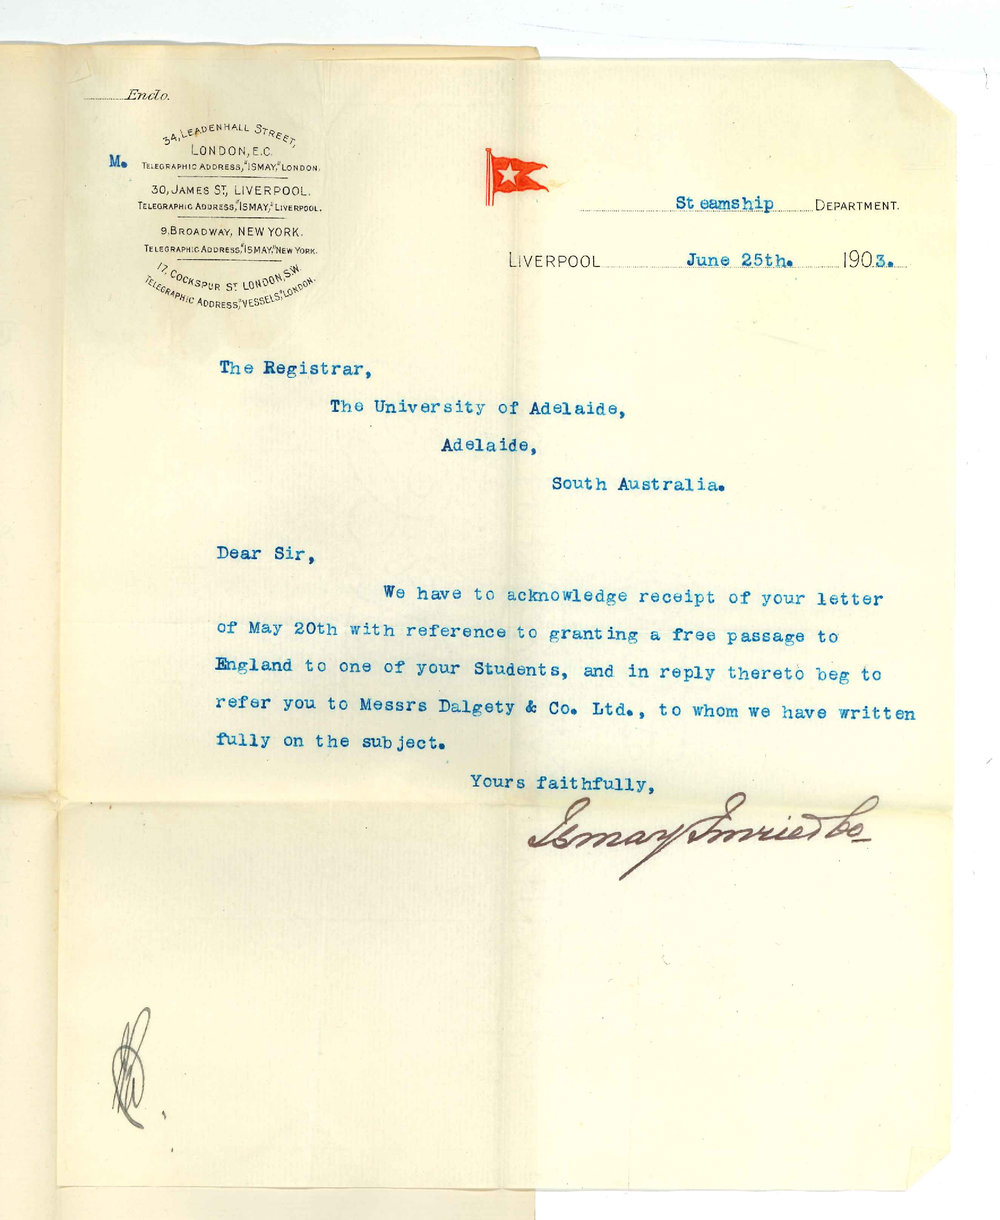 Enclo.
34, LEADENHALL STREET,
LONDON, E.C.
TELEGRAPHIC ADDRESS, "ISMAY," LONDON.
M.
30, JAMES ST, LIVERPOOL.
TELEGRAPHIC ADDRESS, "ISMAY," LIVERPOOL.
9, BROADWAY, NEW YORK.
TELEGRAPHIC ADDRESS, "ISMAY." NEW YORK.
17, COCKSPUR ST LONDON, S.W.
TELEGRAPHIC ADDRESS, "VESSELS," LONDON.
Steamship DEPARTMENT.
LIVERPOOL June 25th. 1903.
The Registrar,
The University of Adelaide,
Adelaide,
South Australia.
Dear Sir,
We have to acknowledge receipt of your letter
of May 20th with reference to granting a free passage to
England to one of your Students, and in reply thereto beg to
refer you to Messrs Dalgety & Co. Ltd., to whom we have written
fully on the subject.
Yours faithfully,
Ismay Imrie & Co